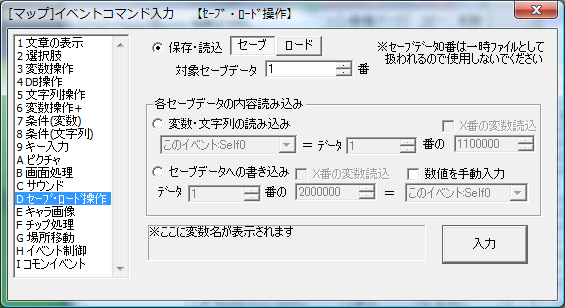 [マップ]イベントコマンド入力 【ｾｰﾌﾞ・ﾛｰﾄﾞ操作】
1 文章の表示
2 選択肢
3 変数操作
4 DB操作
5 文字列操作
6 変数操作+
7 条件(変数)
8 条件(文字列)
9 キー入力
A ピクチャ
B 画面処理
C サウンド
D ｾｰﾌﾞ・ﾛｰﾄﾞ操作
E キャラ画像
F チップ処理
G 場所移動
H イベント制御
I コモンイベント
保存・読込 セーブ ロード
※ｾｰﾌﾞﾃﾞｰﾀ0番は一時ファイルとして
扱われるので使用しないでください
対象セーブデータ 1 番
各セーブデータの内容読み込み
変数・文字列の読み込み X番の変数読込
このイベント:Self0 = データ 1 番の 1100000
セーブデータへの書き込み X番の変数読込 数値を手動入力
データ 1 番の 2000000 = このイベント:Self0
※ここに変数名が表示されます
入力